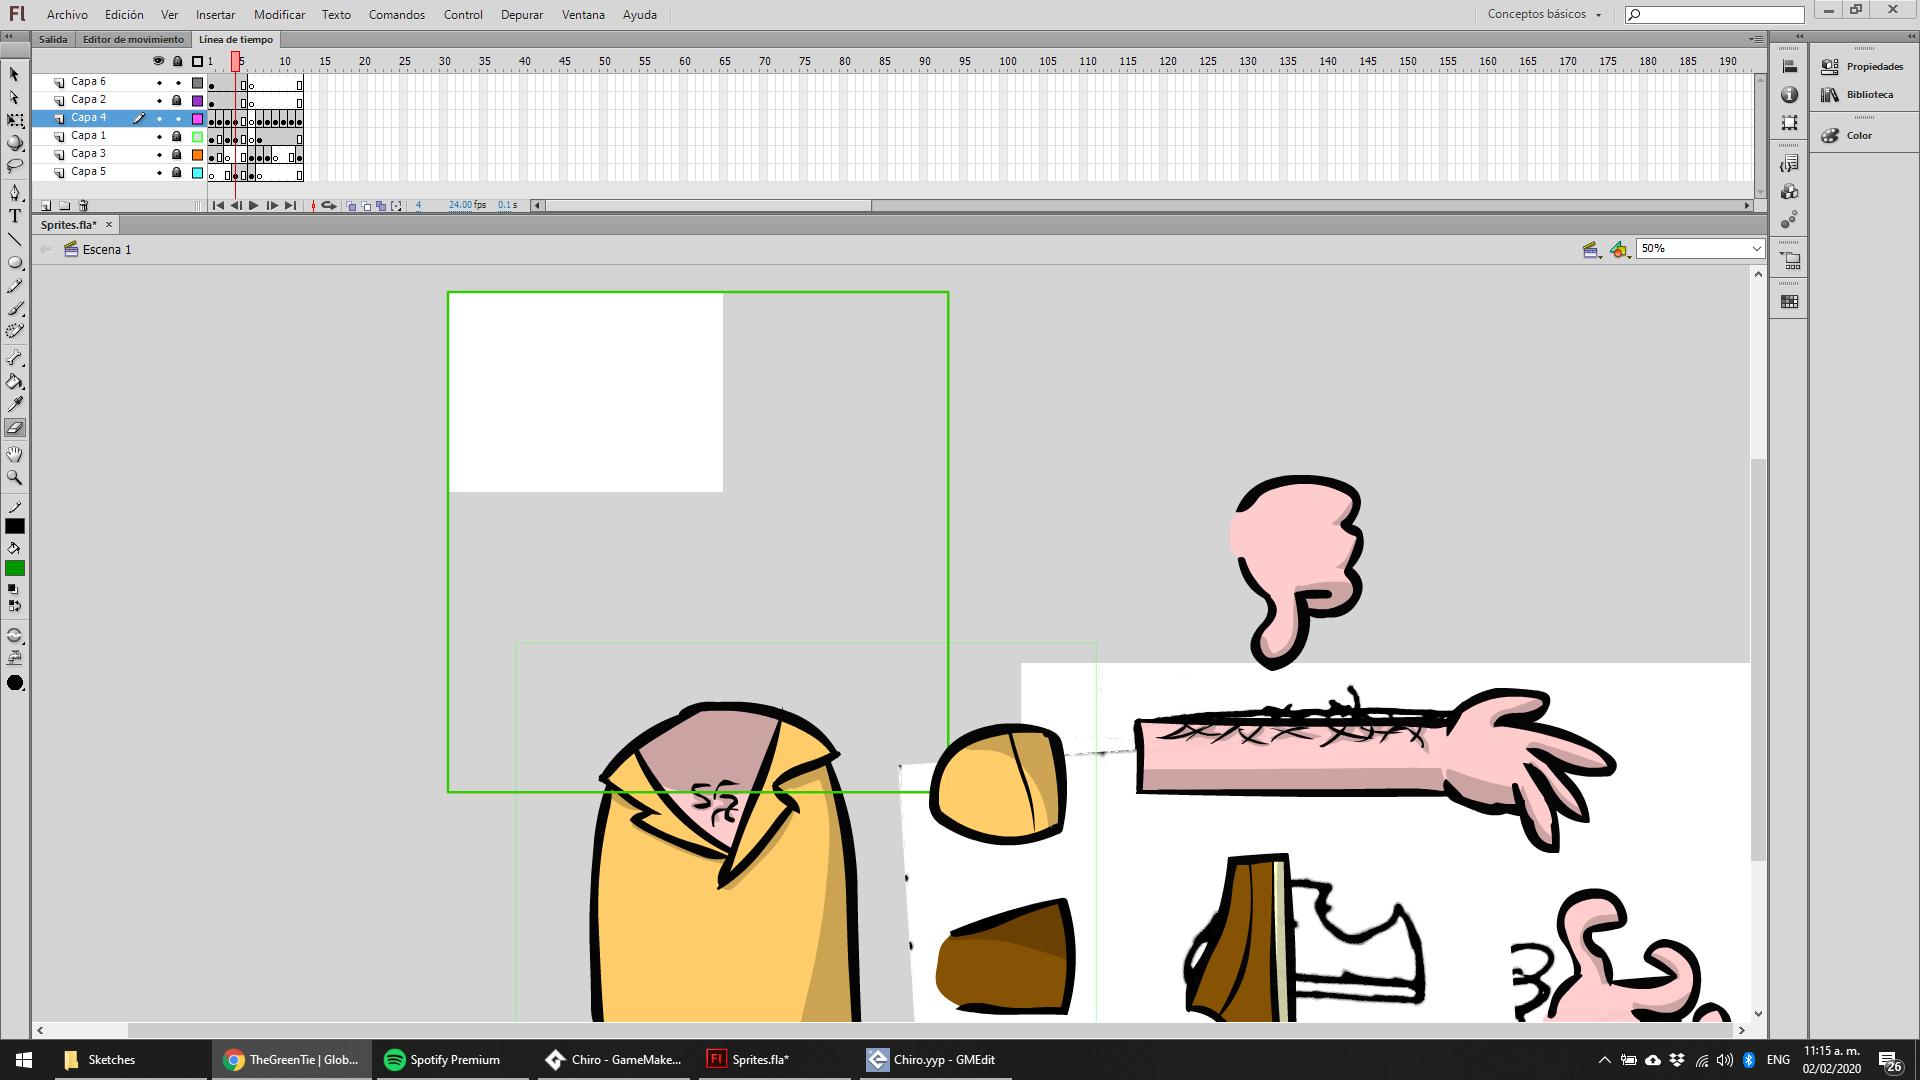 Fl Archivo Edición Ver Insertar Modificar Texto Comandos Control Depurar Ventana Ayuda Conceptos básicos
Salida Editor de movimiento Línea de tiempo
1 5 10 15 20 25 30 35 40 45 50 55 60 65 70 75 80 85 90 95 100 105 110 115 120 125 130 135 140 145 150 155 160 165 170 175 180 185 190
Capa 6
Capa 2
Capa 4
Capa 1
Capa 3
Capa 5
4 24.00 fps 0.1 s
Sprites.fla*
Escena 1
50%
Propiedades
Biblioteca
Color
T
Sketches
TheGreenTie | Glob...
Spotify Premium
Chiro - GameMake...
Fl Sprites.fla*
Chiro.yyp - GMEdit
ENG
11:15 a. m.
02/02/2020
26